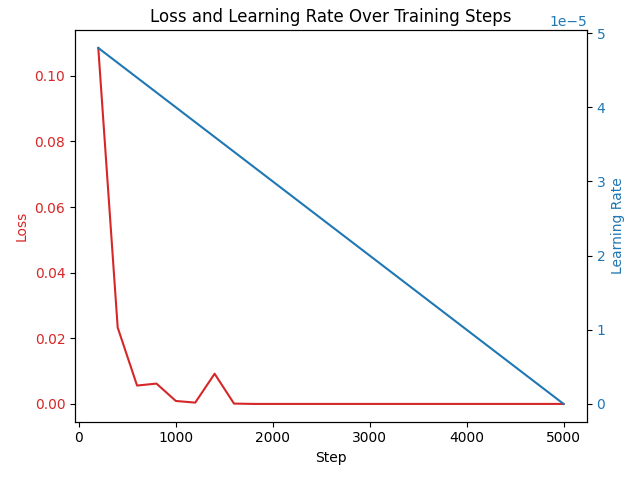 Loss and Learning Rate Over Training Steps
1e−5
Loss
0.10
0.08
0.06
0.04
0.02
0.00
5
4
3
2
1
0
Learning Rate
0 1000 2000 3000 4000 5000
Step